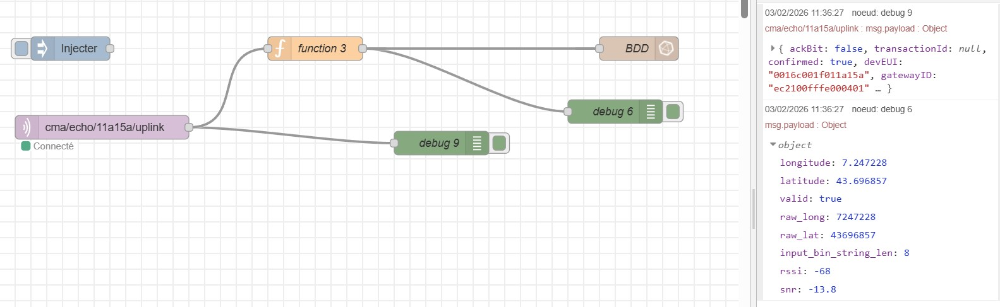 Injecter
function 3
BDD
debug 6
cma/echo/11a15a/uplink
Connecté
debug 9
03/02/2026 11:36:27 noeud: debug 9
cma/echo/11a15a/uplink : msg.payload : Object
{ ackBit: false, transactionId: null,
confirmed: true, devEUI:
"0016c001f011a15a", gatewayID:
"ec2100fffe000401" … }
03/02/2026 11:36:27 noeud: debug 6
msg.payload : Object
object
longitude: 7.247228
latitude: 43.696857
valid: true
raw_long: 7247228
raw_lat: 43696857
input_bin_string_len: 8
rssi: -68
snr: -13.8